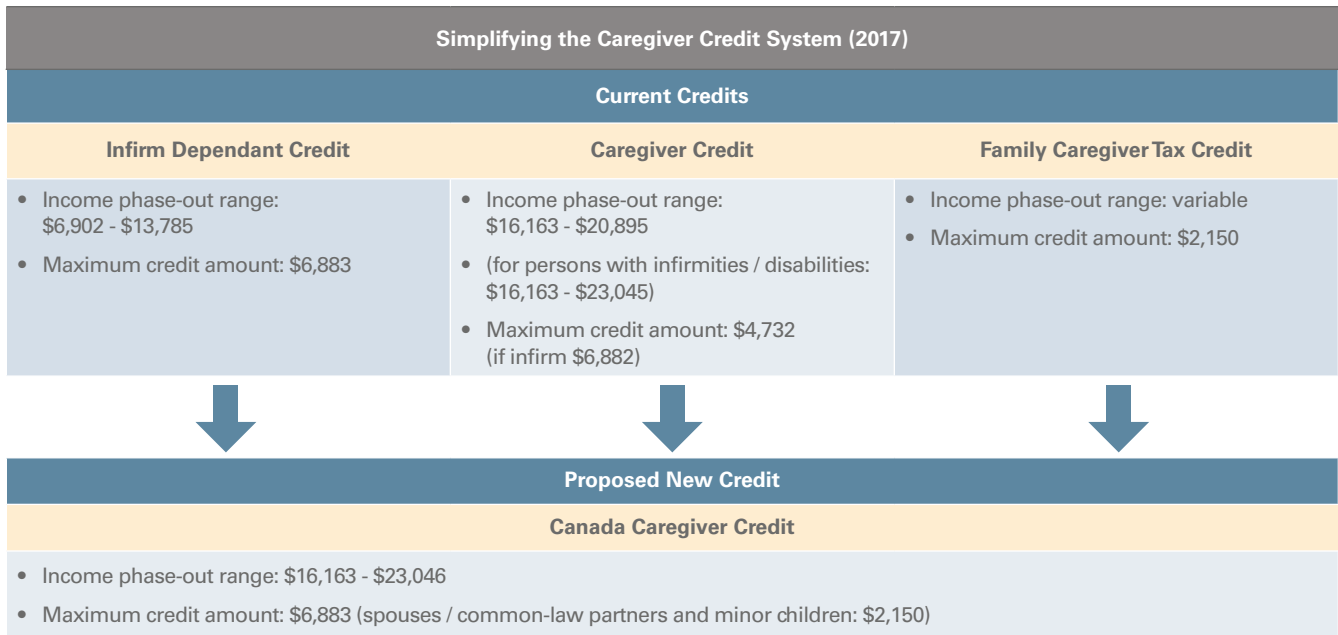 Simplifying the Caregiver Credit System (2017)
Current Credits
Infirm Dependant Credit
• Income phase-out range:
$6,902 - $13,785
• Maximum credit amount: $6,883
Caregiver Credit
• Income phase-out range:
$16,163 - $20,895
• (for persons with infirmities / disabilities:
$16,163 - $23,045)
• Maximum credit amount: $4,732
(if infirm $6,882)
Family Caregiver Tax Credit
• Income phase-out range: variable
• Maximum credit amount: $2,150
Proposed New Credit
Canada Caregiver Credit
• Income phase-out range: $16,163 - $23,046
• Maximum credit amount: $6,883 (spouses / common-law partners and minor children: $2,150)